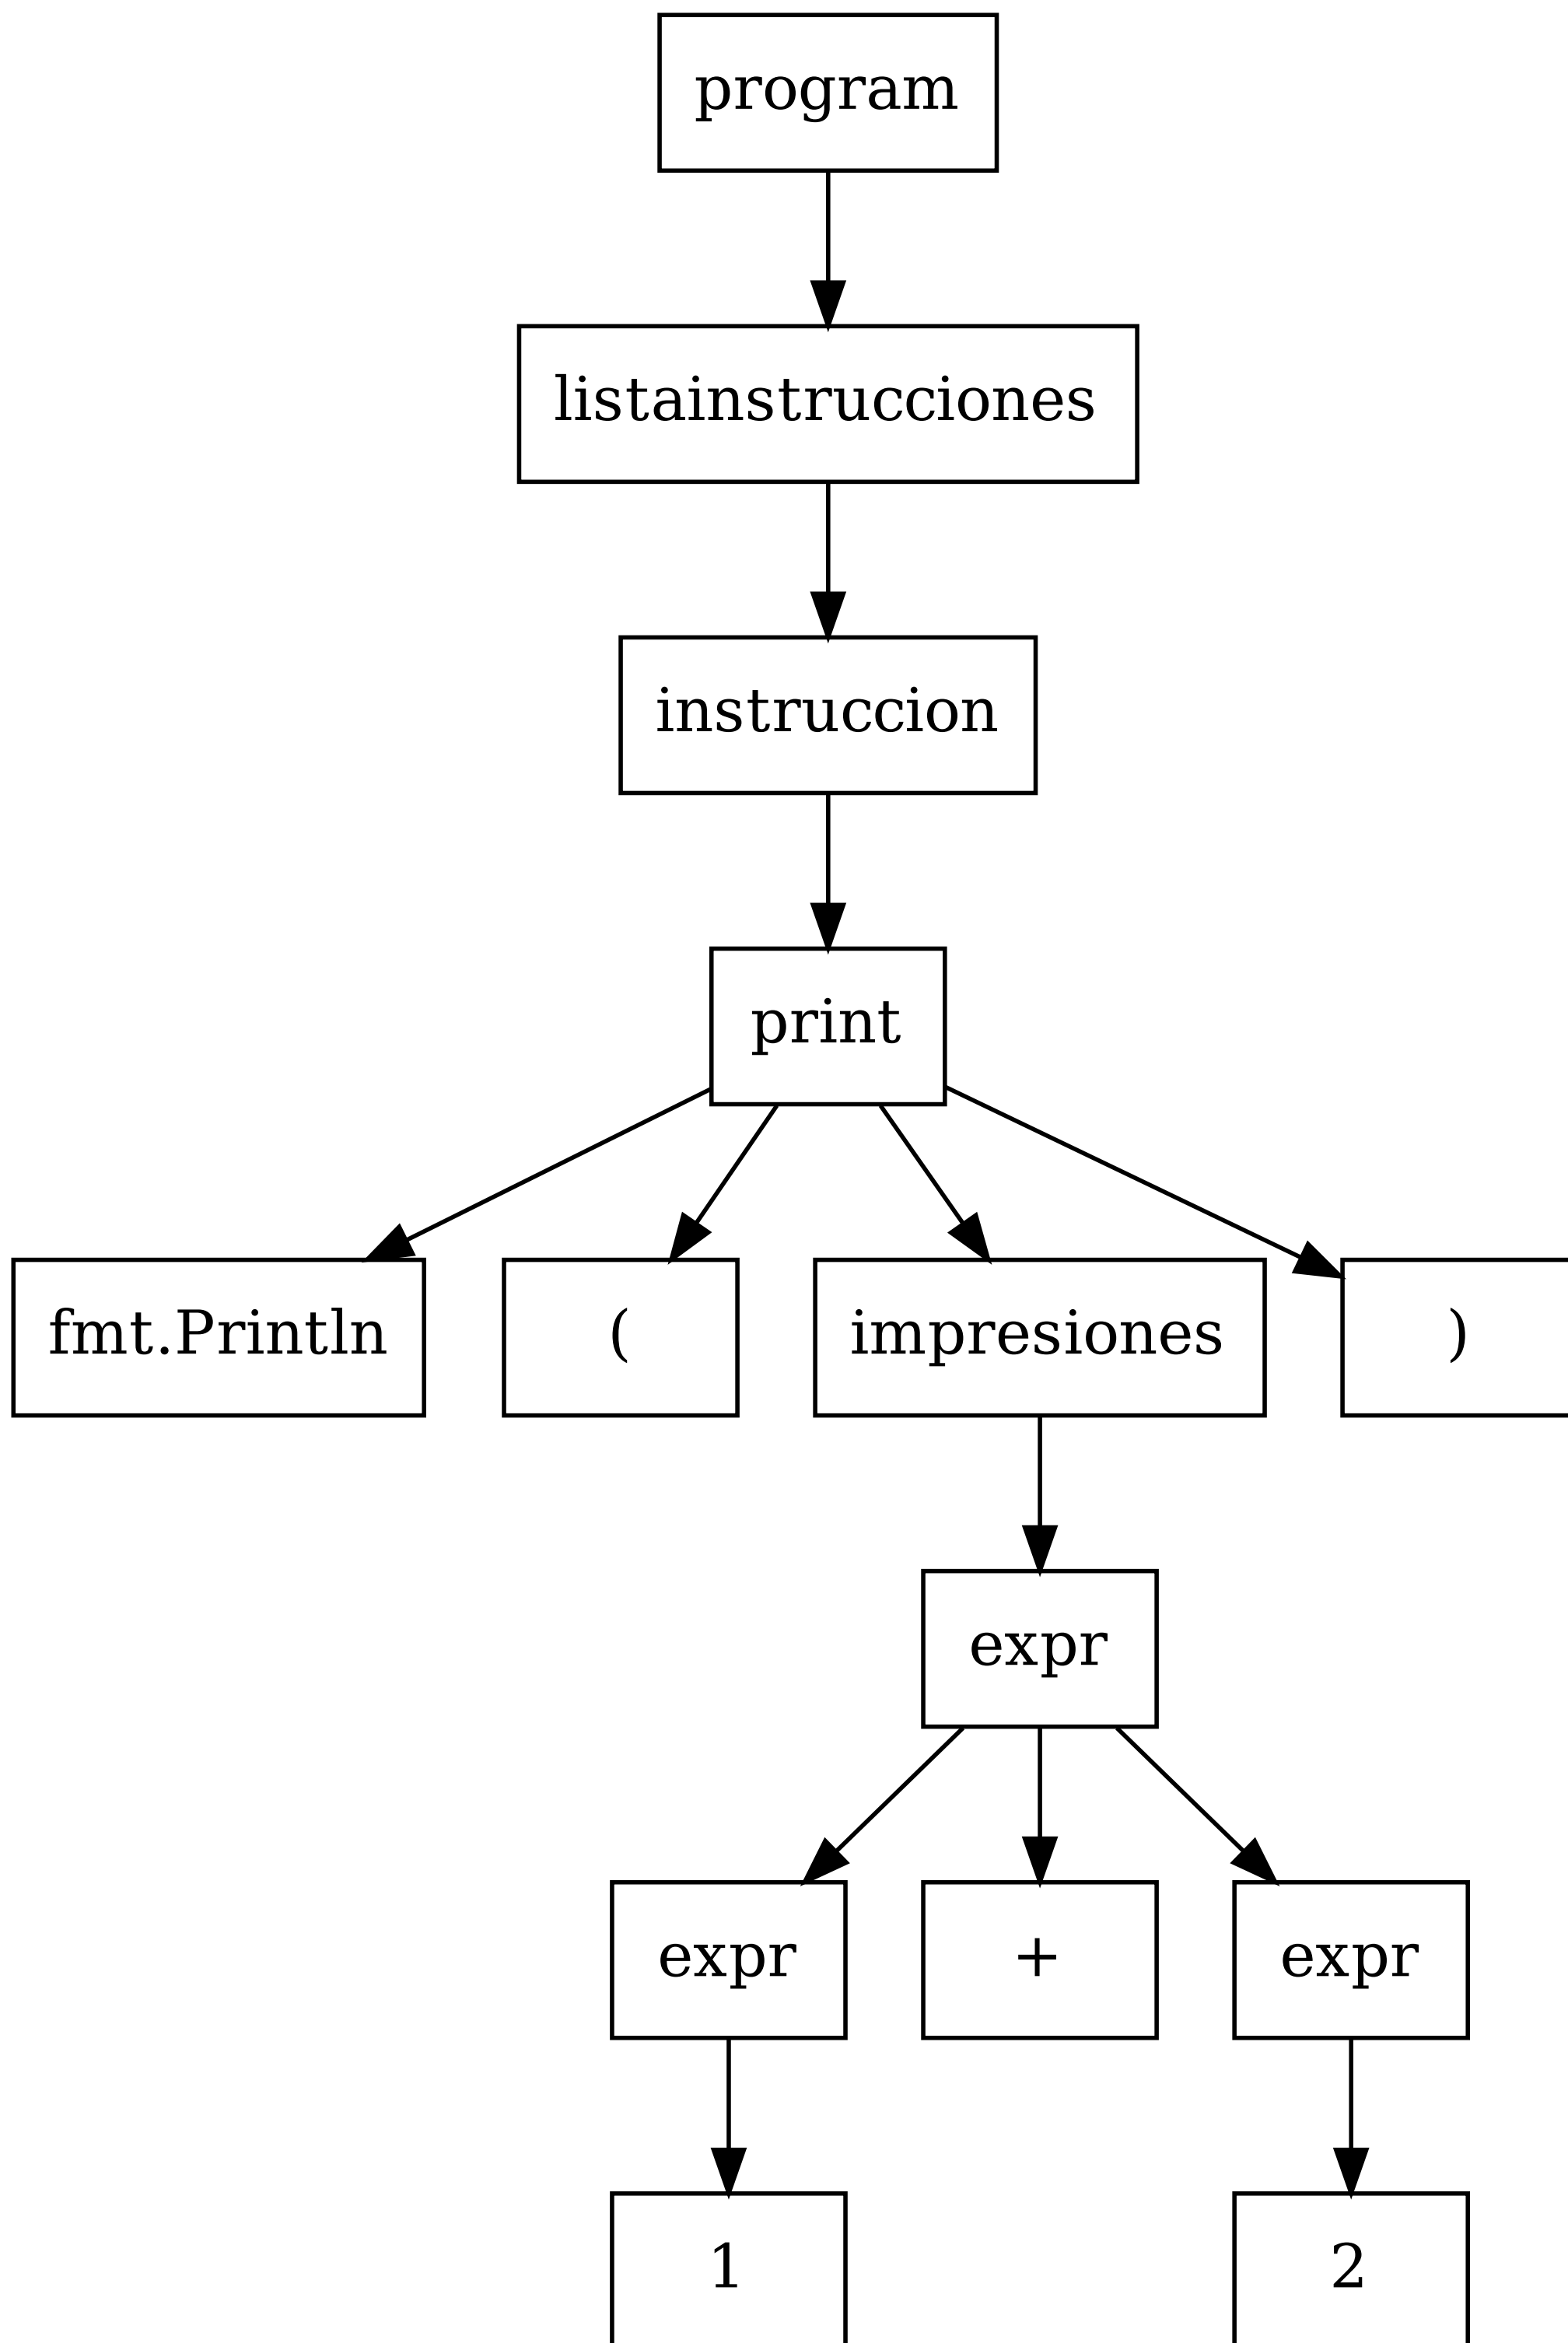 program
listainstrucciones
instruccion
print
fmt.Println
(
impresiones
)
expr
expr
+
expr
1
2